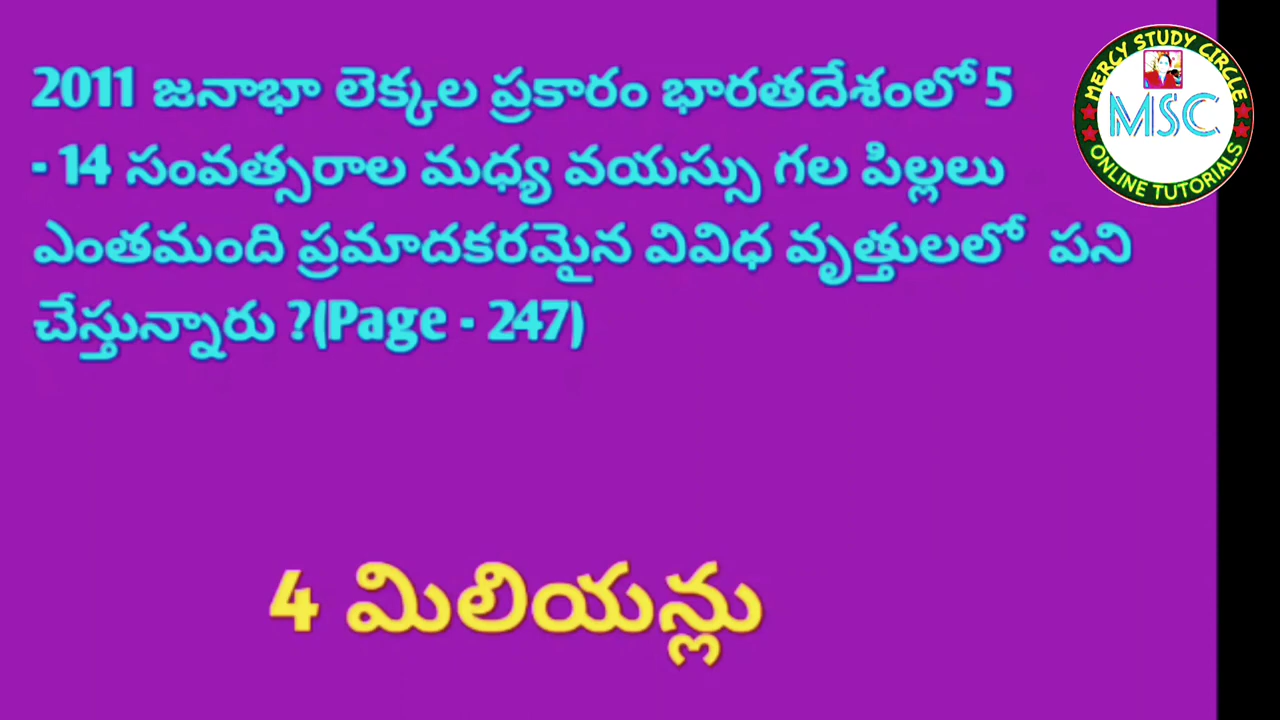 2011 జనాభా లెక్కల ప్రకారం భారతదేశంలో 5
- 14 సంవత్సరాల మధ్య వయస్సు గల పిల్లలు
ఎంతమంది ప్రమాదకరమైన వివిధ వృత్తులలో పని
చేస్తున్నారు ?(Page - 247)
4 మిలియన్లు
MERCY STUDY CIRCLE
MSC
ONLINE TUTORIALS